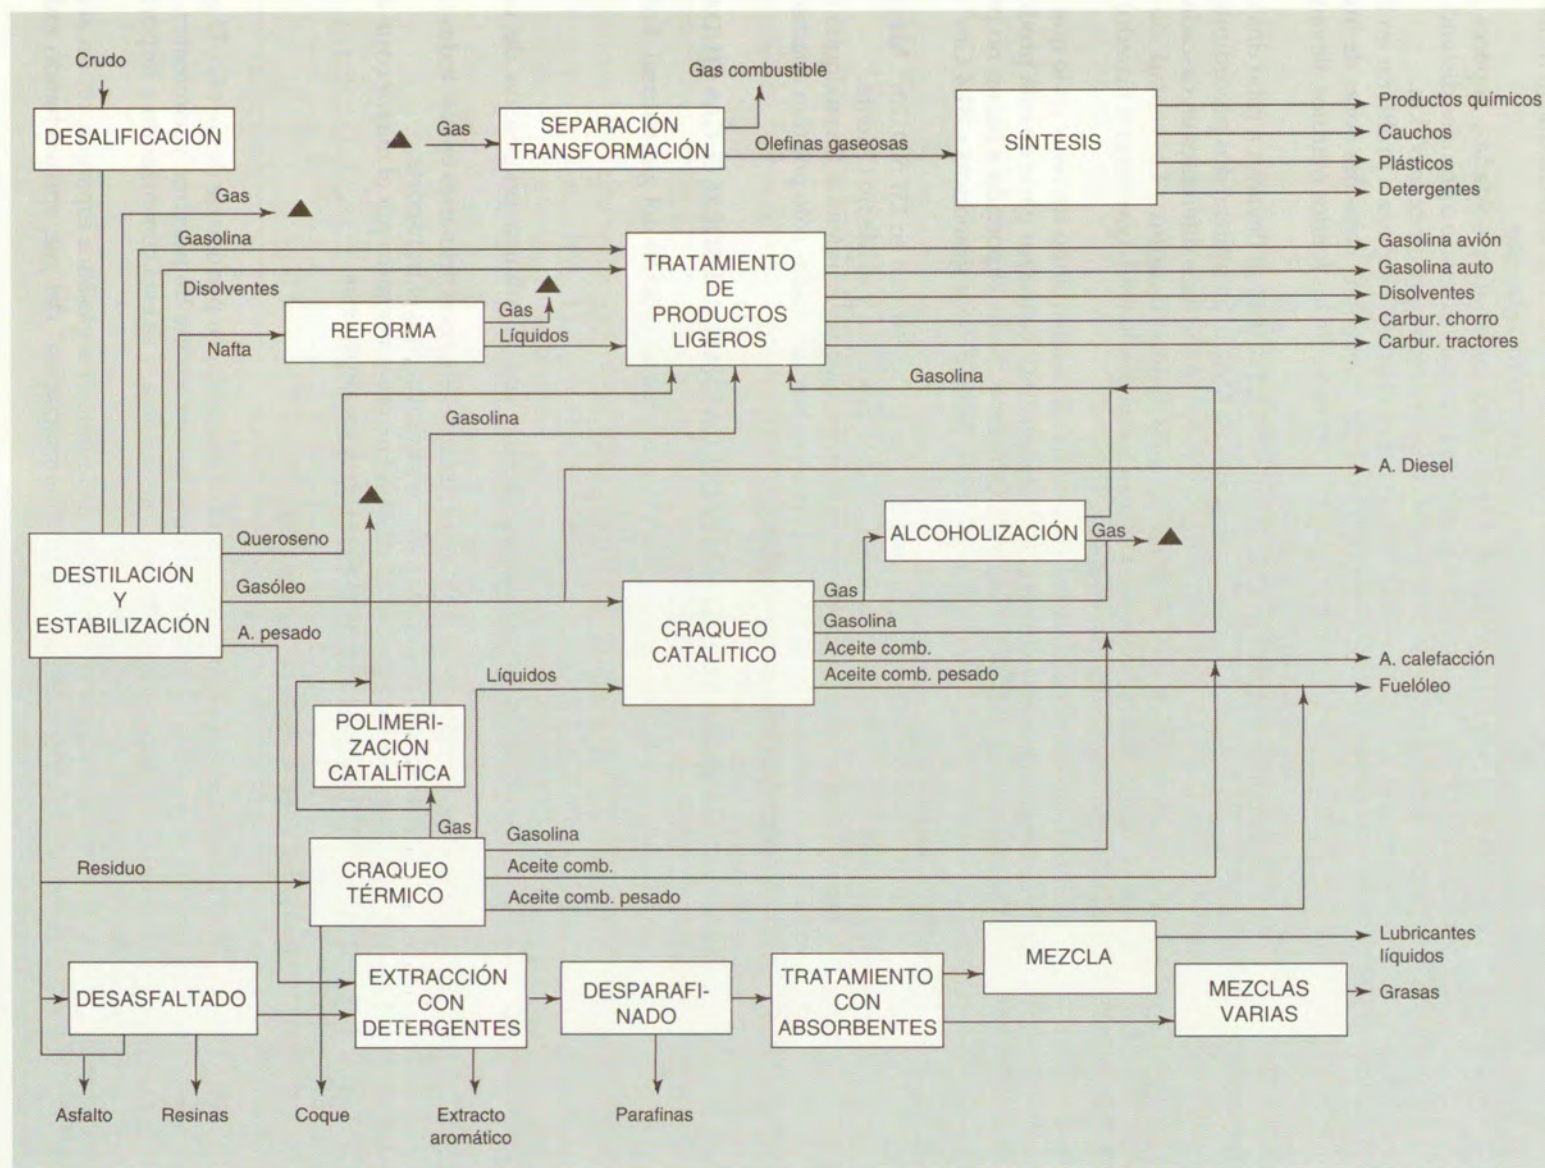 Crudo
DESALIFICACIÓN
Gas
SEPARACIÓN
TRANSFORMACIÓN
Gas combustible
Olefinas gaseosas
SÍNTESIS
Productos químicos
Cauchos
Plásticos
Detergentes
Gas
Gasolina
Disolventes
Nafta
REFORMA
Gas
Líquidos
TRATAMIENTO
DE
PRODUCTOS
LIGEROS
Gasolina avión
Gasolina auto
Disolventes
Carbur. chorro
Carbur. tractores
Gasolina
Gasolina
A. Diesel
DESTILACIÓN
Y
ESTABILIZACIÓN
Queroseno
Gasóleo
A. pesado
ALCOHOLIZACIÓN
Gas
CRAQUEO
CATALITICO
Gas
Gasolina
Aceite comb.
Aceite comb. pesado
A. calefacción
Fuelóleo
Líquidos
POLIMERI-
ZACIÓN
CATALÍTICA
Gas
Residuo
CRAQUEO
TÉRMICO
Gasolina
Aceite comb.
Aceite comb. pesado
DESASFALTADO
EXTRACCIÓN
CON
DETERGENTES
DESPARAFI-
NADO
TRATAMIENTO
CON
ABSORBENTES
MEZCLA
MEZCLAS
VARIAS
Lubricantes
líquidos
Grasas
Asfalto
Resinas
Coque
Extracto
aromático
Parafinas